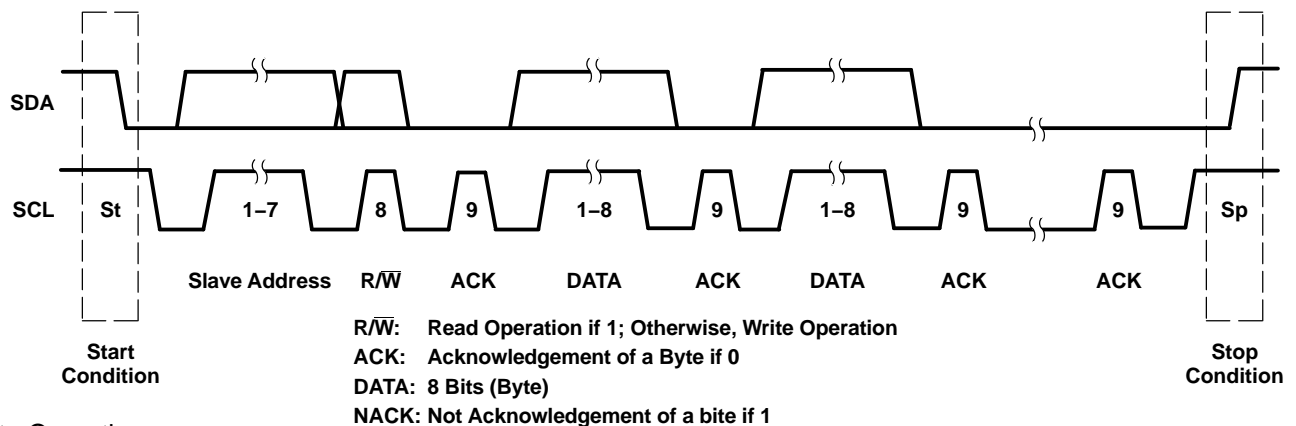 SDA
SCL St 1–7 8 9 1–8 9 1–8 9 9 Sp
Slave Address R/W̅ ACK DATA ACK DATA ACK ACK
Start
Condition
Stop
Condition
R/W̅: Read Operation if 1; Otherwise, Write Operation
ACK: Acknowledgement of a Byte if 0
DATA: 8 Bits (Byte)
NACK: Not Acknowledgement of a bite if 1